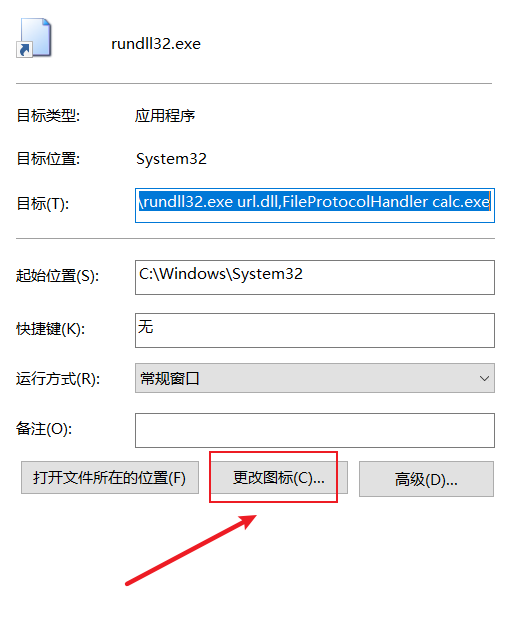 rundll32.exe
目标类型: 应用程序
目标位置: System32
目标(T): \rundll32.exe url.dll,FileProtocolHandler calc.exe
起始位置(S): C:\Windows\System32
快捷键(K): 无
运行方式(R): 常规窗口
备注(O):
打开文件所在的位置(F) 更改图标(C)... 高级(D)...